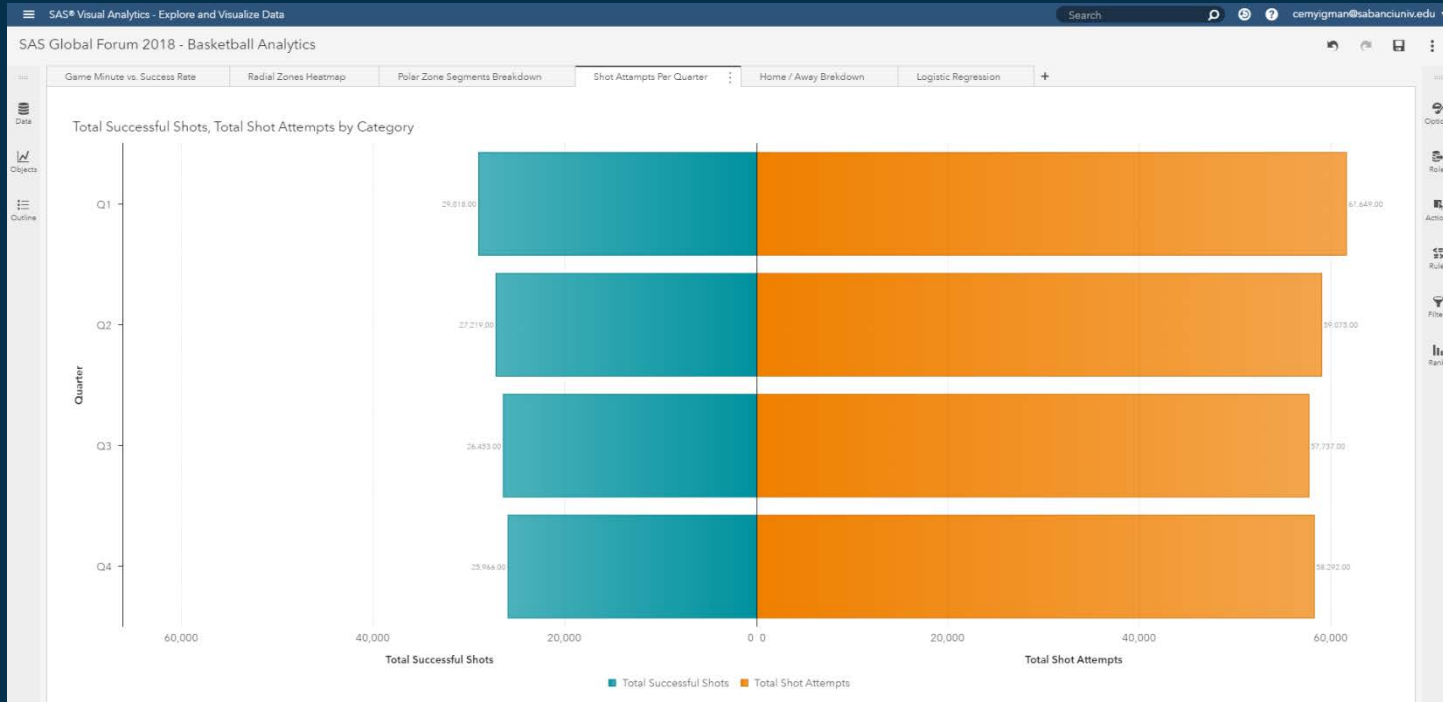 SAS® Visual Analytics - Explore and Visualize Data
Search
cemyigman@sabanciuniv.edu
SAS Global Forum 2018 - Basketball Analytics
Game Minute vs. Success Rate
Radial Zones Heatmap
Polar Zone Segments Breakdown
Shot Attampts Per Quarter
Home / Away Brekdown
Logistic Regression
Data
Objects
Outline
Total Successful Shots, Total Shot Attempts by Category
Q1
61,649.00
Q2
27,219.00
59,075.00
Quarter
Q3
26,453.00
57,737.00
Q4
25,966.00
58,292.00
60,000
40,000
20,000
0 0
20,000
40,000
60,000
Total Successful Shots
Total Shot Attempts
Total Successful Shots
Total Shot Attempts